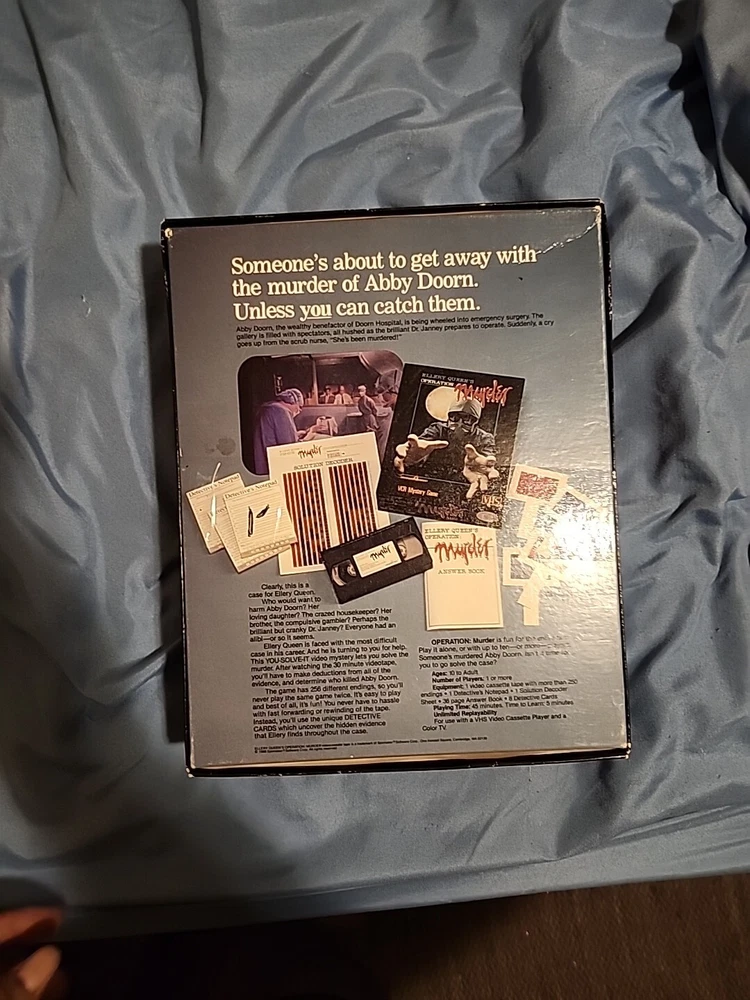 Someone's about to get away with
the murder of Abby Doorn.
Unless you can catch them.
Abby Doorn, the wealthy benefactor of Doorn Hospital, is being wheeled into emergency surgery. The
gallery is filled with spectators, all hushed as the brilliant Dr. Janney prepares to operate. Suddenly, a cry
goes up from the scrub nurse, "She's been murdered!"
ELLERY QUEEN'S
OPERATION
Murder
VCR Mystery Game
VHS
Murder
SOLUTION DECODER
Detective's Notepad
Detective's Notepad
Murder
ELLERY QUEEN'S
OPERATION:
Murder
ANSWER BOOK
Clearly, this is a
case for Ellery Queen.
Who would want to
harm Abby Doorn? Her
loving daughter? The crazed housekeeper? Her
brother, the compulsive gambler? Perhaps the
brilliant but cranky Dr. Janney? Everyone had an
alibi—or so it seems.
Ellery Queen is faced with the most difficult
case in his career. And he is turning to you for help.
This YOU-SOLVE-IT video mystery lets you solve the
murder. After watching the 30 minute videotape,
you'll have to make deductions from all of the
evidence, and determine who killed Abby Doorn.
The game has 256 different endings, so you'll
never play the same game twice. It's easy to play
and best of all, it's fun! You never have to hassle
with fast forwarding or rewinding of the tape.
Instead, you'll use the unique DETECTIVE
CARDS which uncover the hidden evidence
that Ellery finds throughout the case.
OPERATION: Murder is fun for the
Play it alone, or with up to ten—or more
Someone's murdered Abby Doorn. Isn't it time
you to go solve the case?
Ages: 10 to Adult
Number of Players: 1 or more
Equipment: 1 video cassette tape with more than 250
endings • 1 Detective's Notepad • 1 Solution Decoder
Sheet • 36 page Answer Book • 8 Detective Cards
Playing Time: 45 minutes. Time to Learn: 5 minutes
Unlimited Replayability
For use with a VHS Video Cassette Player and a
Color TV.